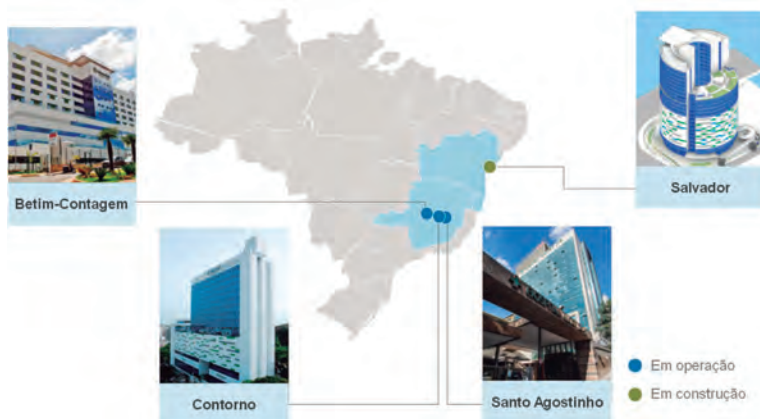 Betim-Contagem
Salvador
Contorno
Santo Agostinho
Em operação
Em construção